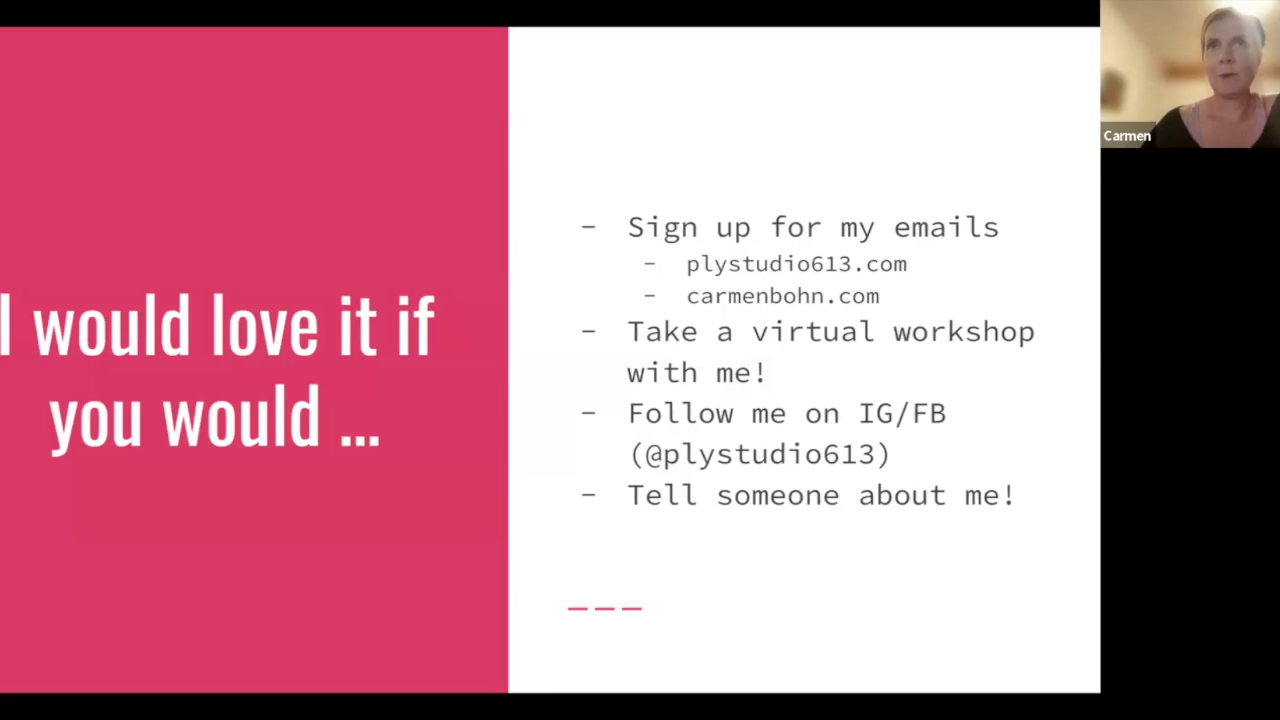 I would love it if
you would ...
- Sign up for my emails
- plystudio613.com
- carmenbohn.com
- Take a virtual workshop
with me!
- Follow me on IG/FB
(@plystudio613)
- Tell someone about me!
Carmen